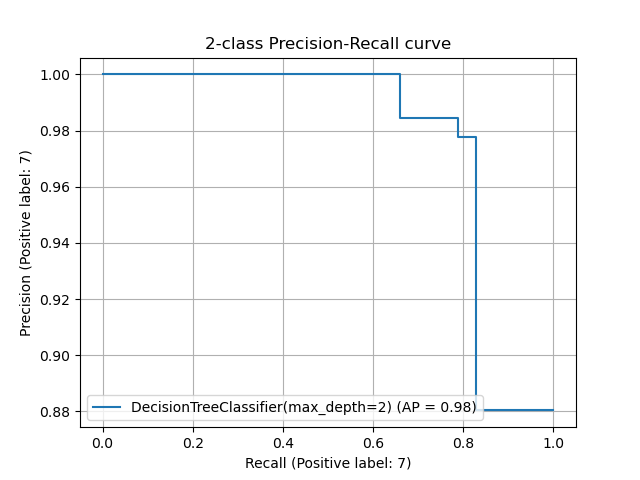 2-class Precision-Recall curve
1.00
0.98
0.96
0.94
0.92
0.90
0.88
Precision (Positive label: 7)
DecisionTreeClassifier(max_depth=2) (AP = 0.98)
0.0 0.2 0.4 0.6 0.8 1.0
Recall (Positive label: 7)